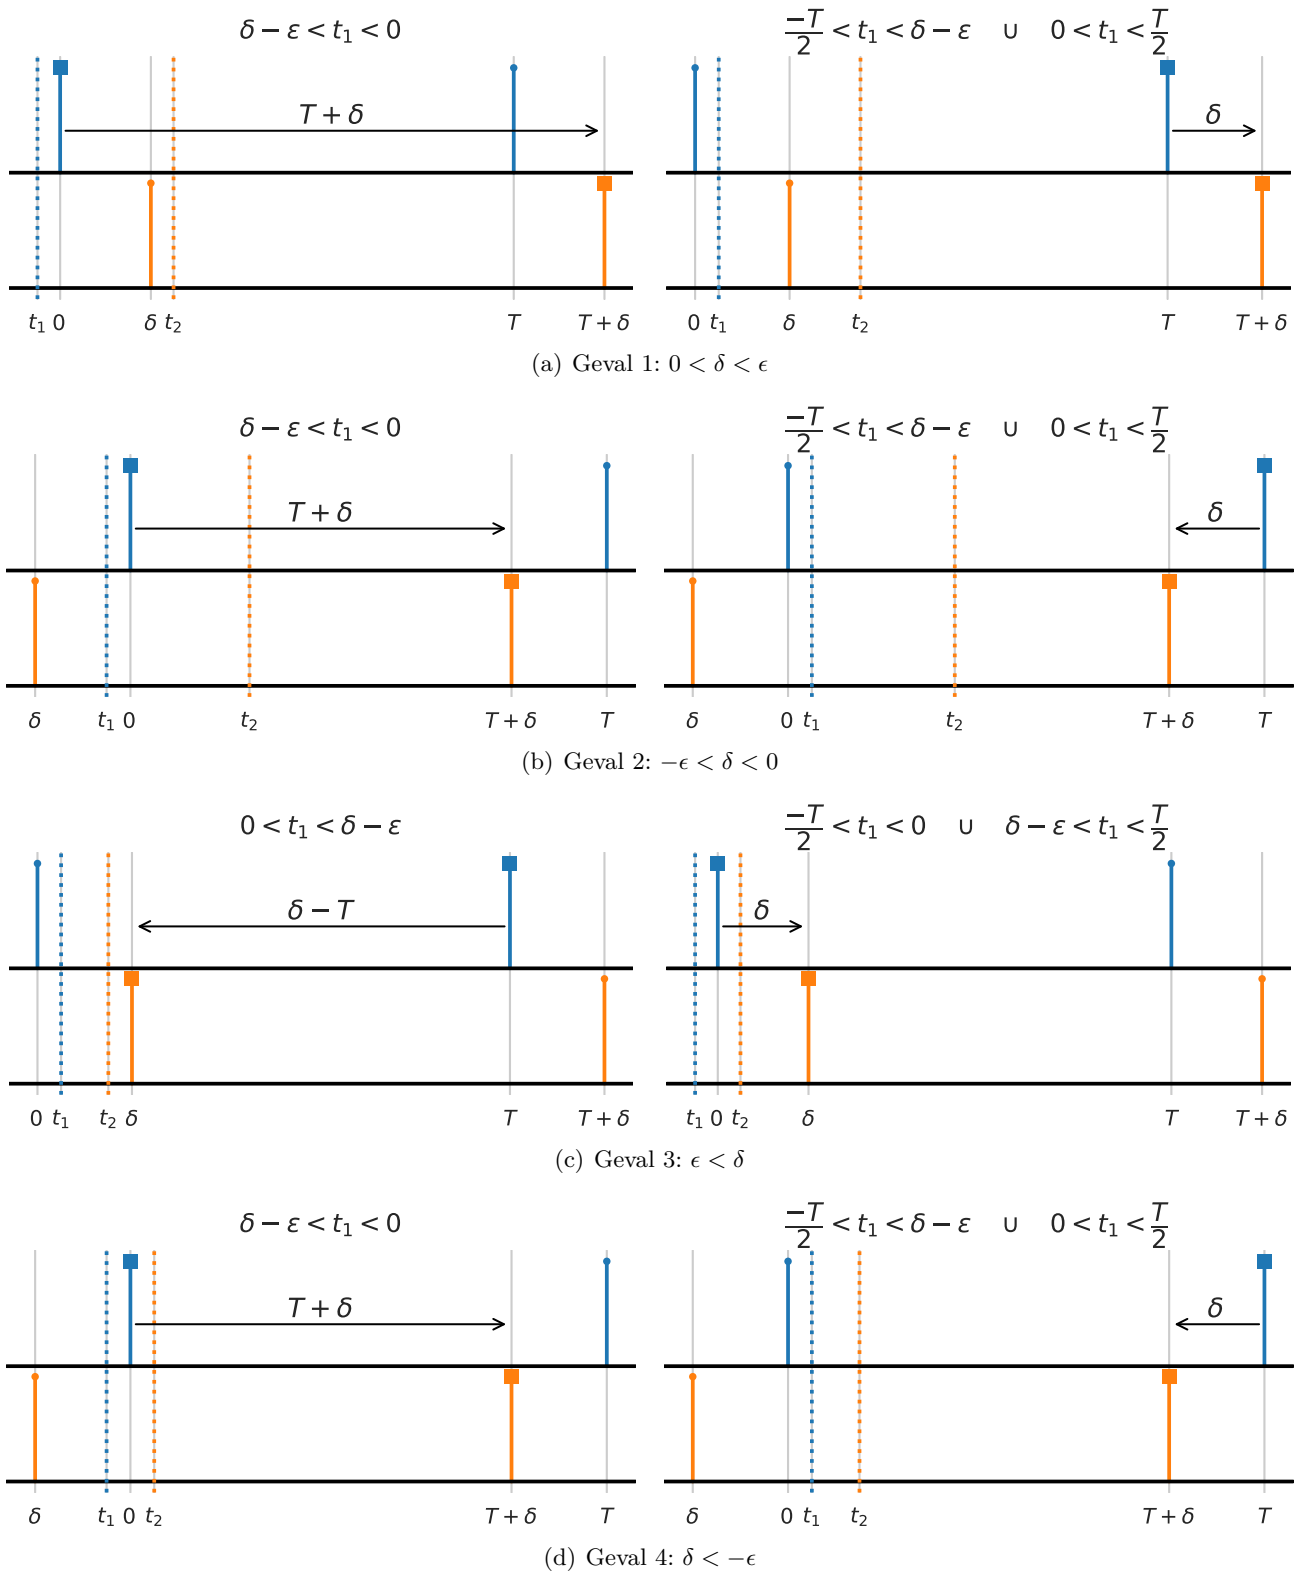 δ − ε < t₁ < 0
−T/2 < t₁ < δ − ε ∪ 0 < t₁ < T/2
T + δ
δ
t₁ 0 δ t₂ T T + δ
0 t₁ δ t₂ T T + δ
(a) Geval 1: 0 < δ < ϵ
δ − ε < t₁ < 0
−T/2 < t₁ < δ − ε ∪ 0 < t₁ < T/2
T + δ
δ
δ t₁ 0 t₂ T + δ T
δ 0 t₁ t₂ T + δ T
(b) Geval 2: −ϵ < δ < 0
0 < t₁ < δ − ε
−T/2 < t₁ < 0 ∪ δ − ε < t₁ < T/2
δ − T
δ
0 t₁ t₂ δ T T + δ
t₁ 0 t₂ δ T T + δ
(c) Geval 3: ϵ < δ
δ − ε < t₁ < 0
−T/2 < t₁ < δ − ε ∪ 0 < t₁ < T/2
T + δ
δ
δ t₁ 0 t₂ T + δ T
δ 0 t₁ t₂ T + δ T
(d) Geval 4: δ < −ϵ